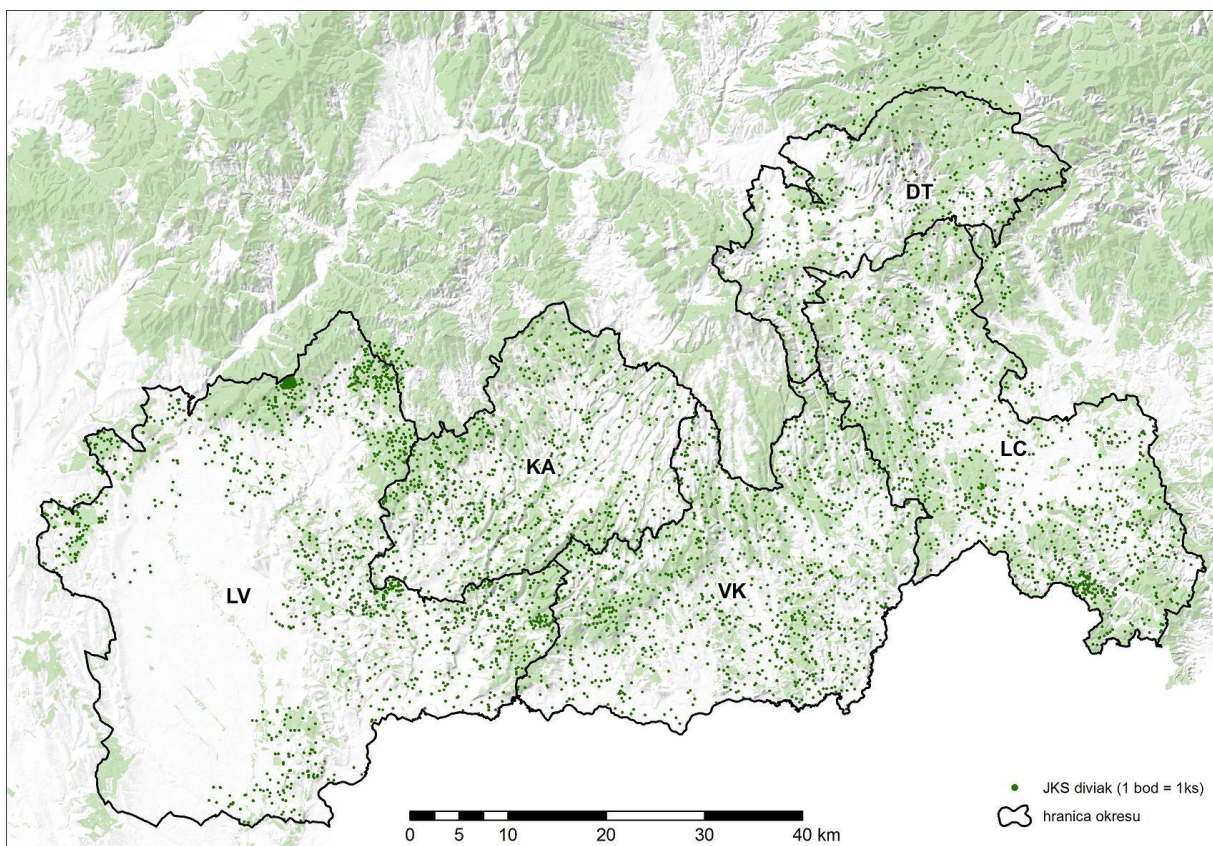 DT
LC
KA
LV
VK
JKS diviak (1 bod = 1ks)
hranica okresu
0 5 10 20 30 40 km